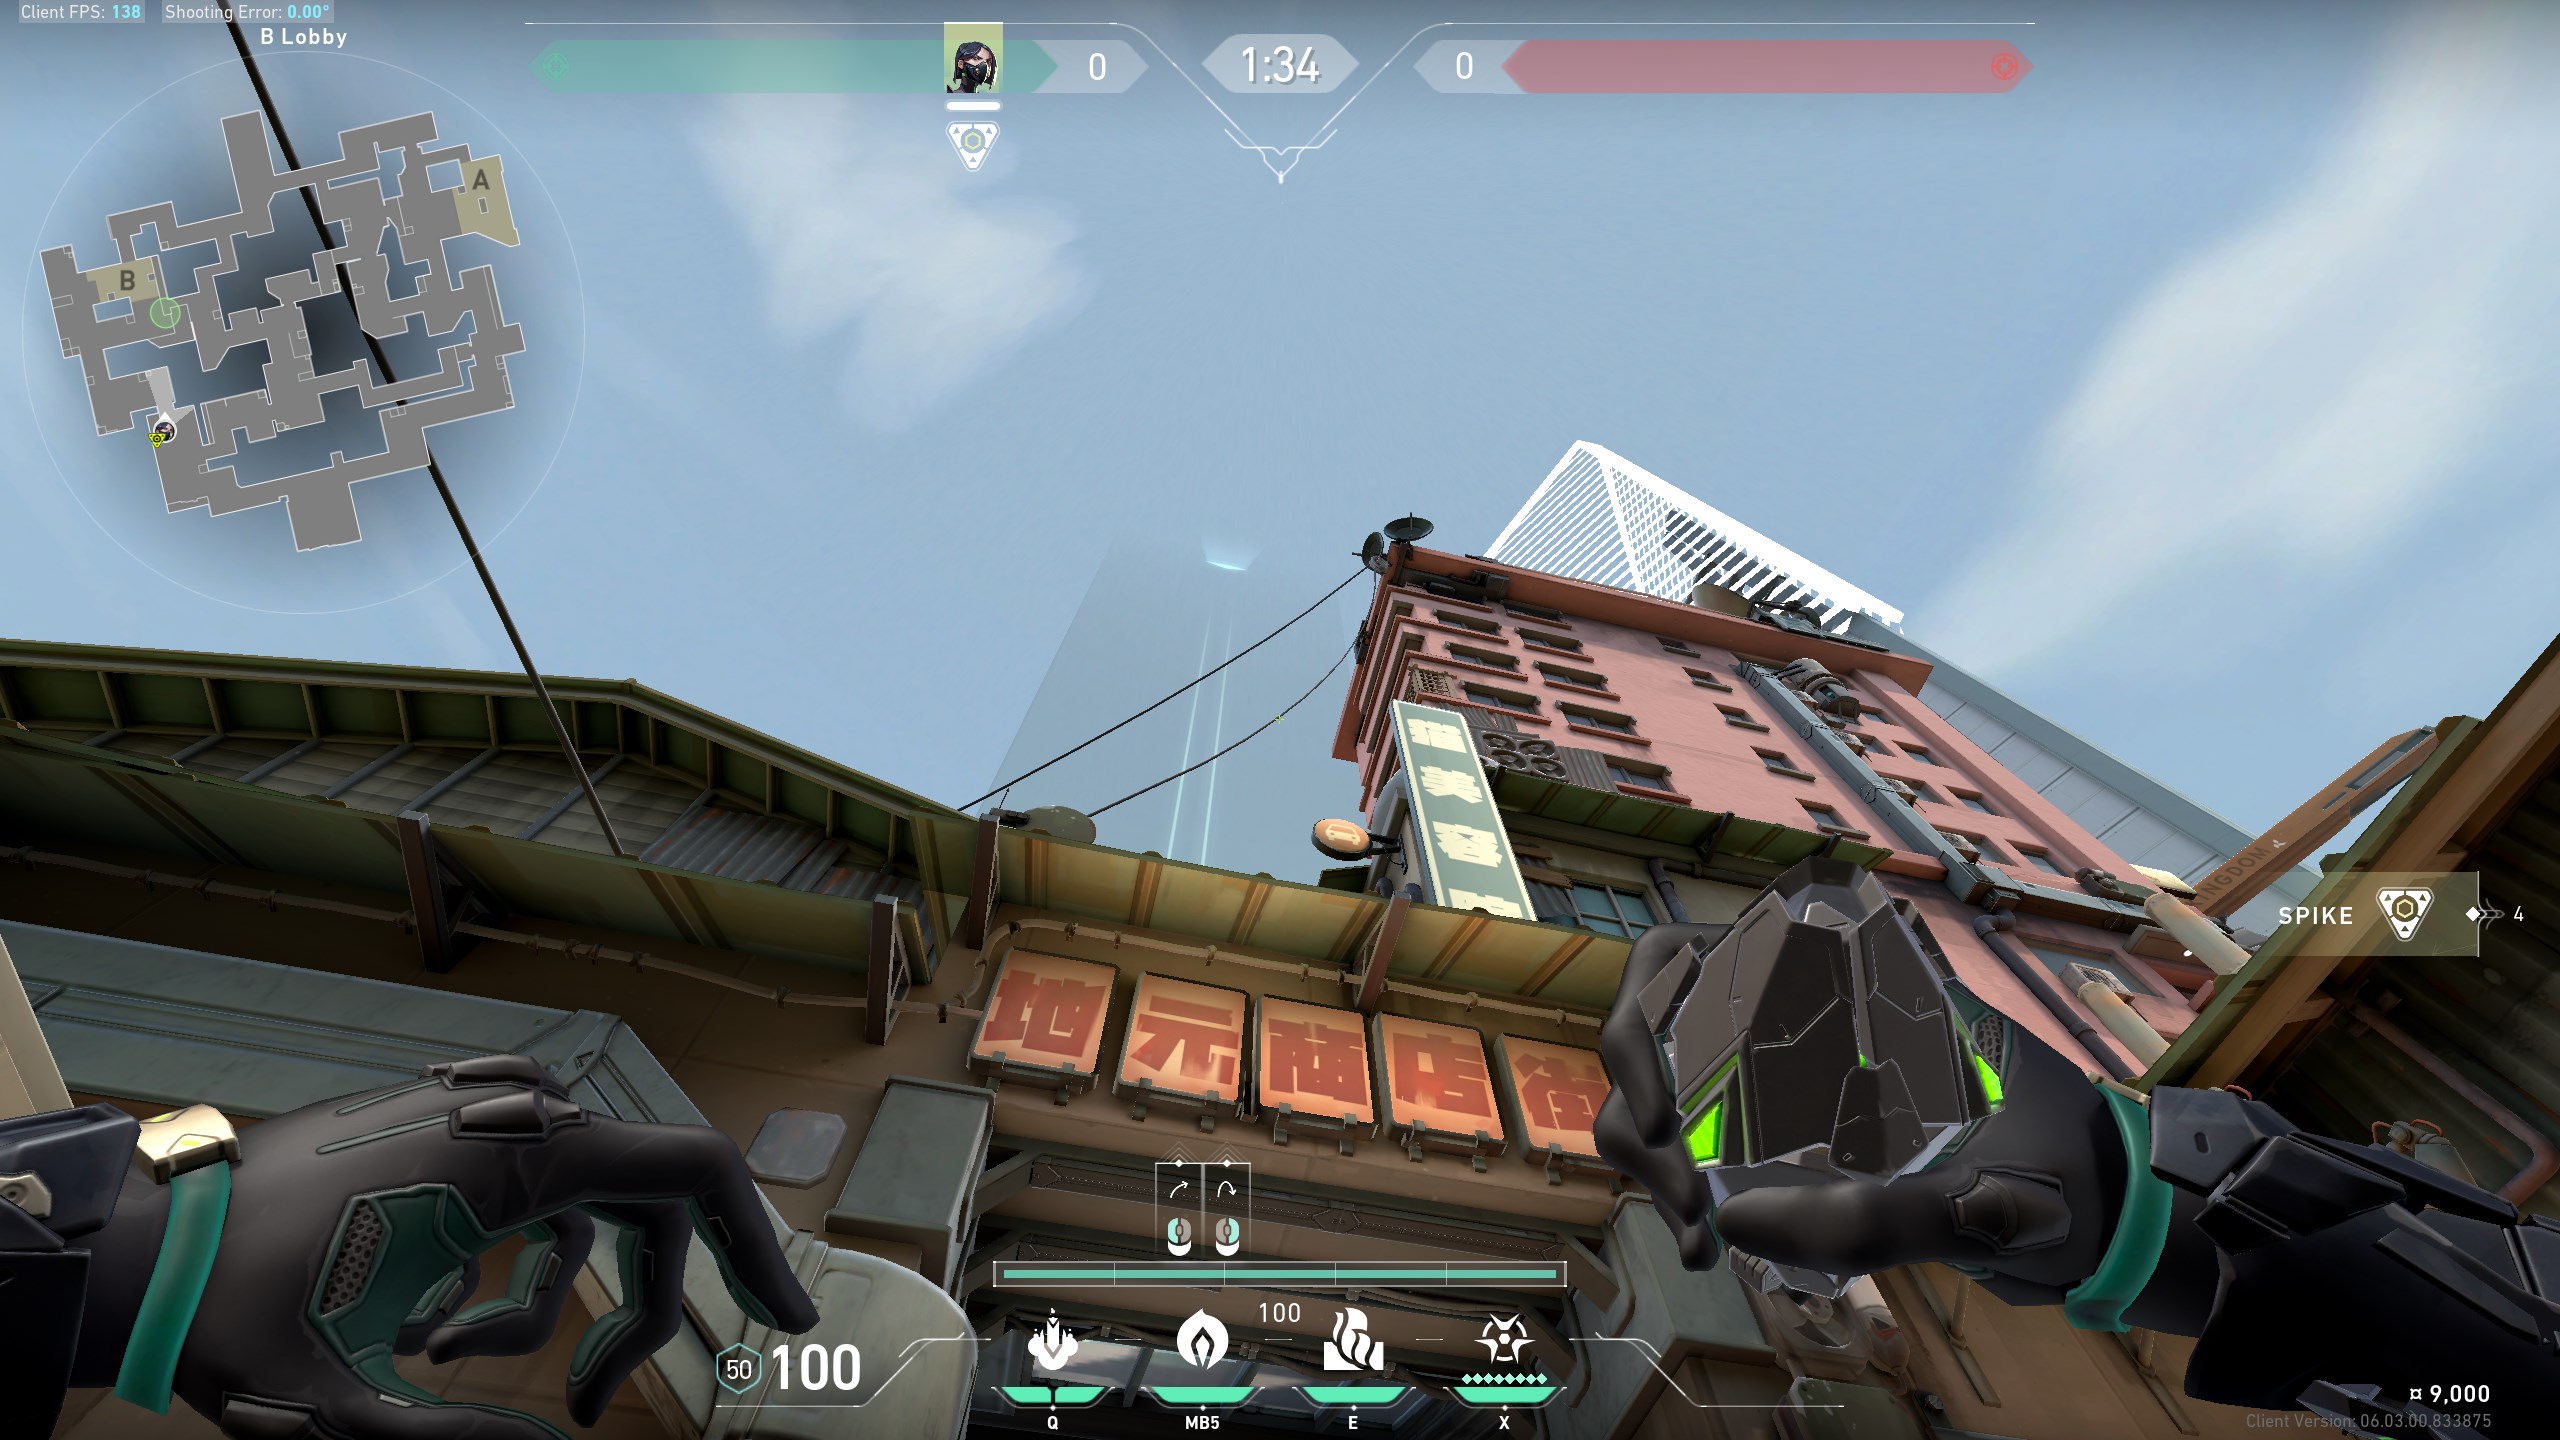 Client FPS: 138 Shooting Error: 0.00°
B Lobby
0 1:34 0
A
B
KINGDOM
SPIKE 4
地元商店街
100
50 100
Q MB5 E X
¤ 9,000
Client Version: 06.03.00.833875